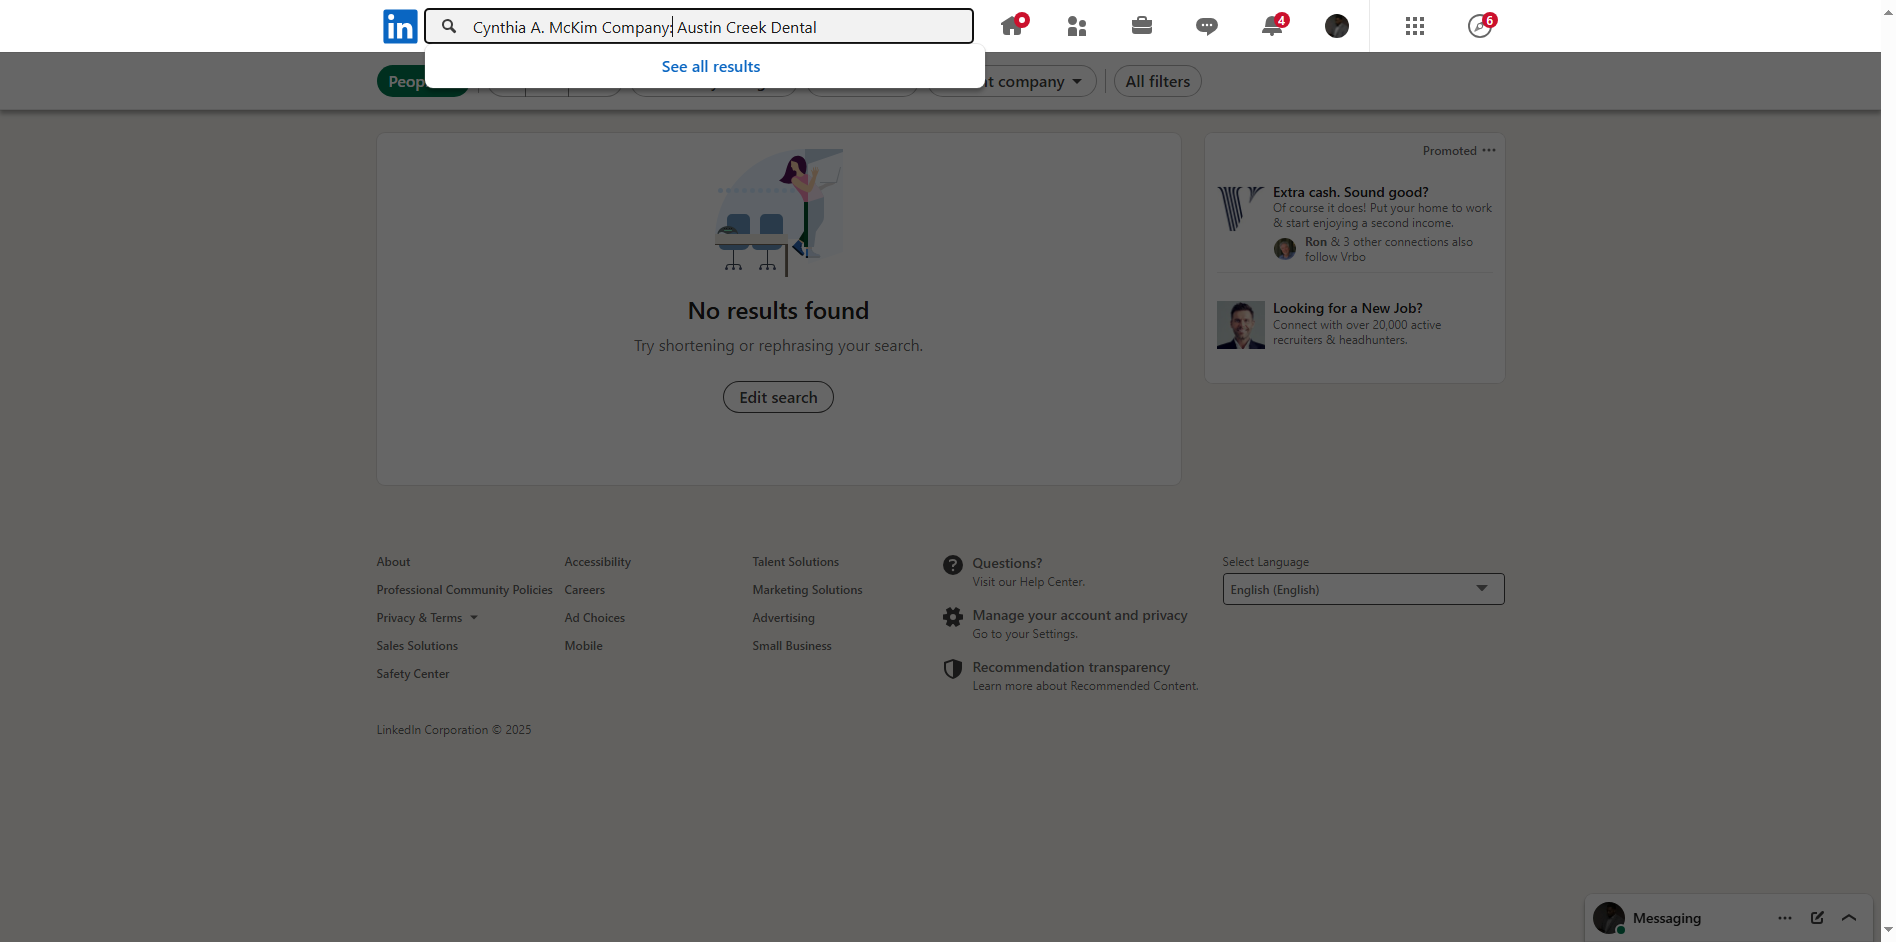 in
Cynthia A. McKim Company: Austin Creek Dental
4
6
See all results
Peop
t company
All filters
No results found
Try shortening or rephrasing your search.
Edit search
Promoted
Extra cash. Sound good?
Of course it does! Put your home to work
& start enjoying a second income.
Ron & 3 other connections also
follow Vrbo
Looking for a New Job?
Connect with over 20,000 active
recruiters & headhunters.
About
Professional Community Policies
Privacy & Terms
Sales Solutions
Safety Center
Accessibility
Careers
Ad Choices
Mobile
Talent Solutions
Marketing Solutions
Advertising
Small Business
Questions?
Visit our Help Center.
Manage your account and privacy
Go to your Settings.
Recommendation transparency
Learn more about Recommended Content.
Select Language
English (English)
LinkedIn Corporation © 2025
Messaging